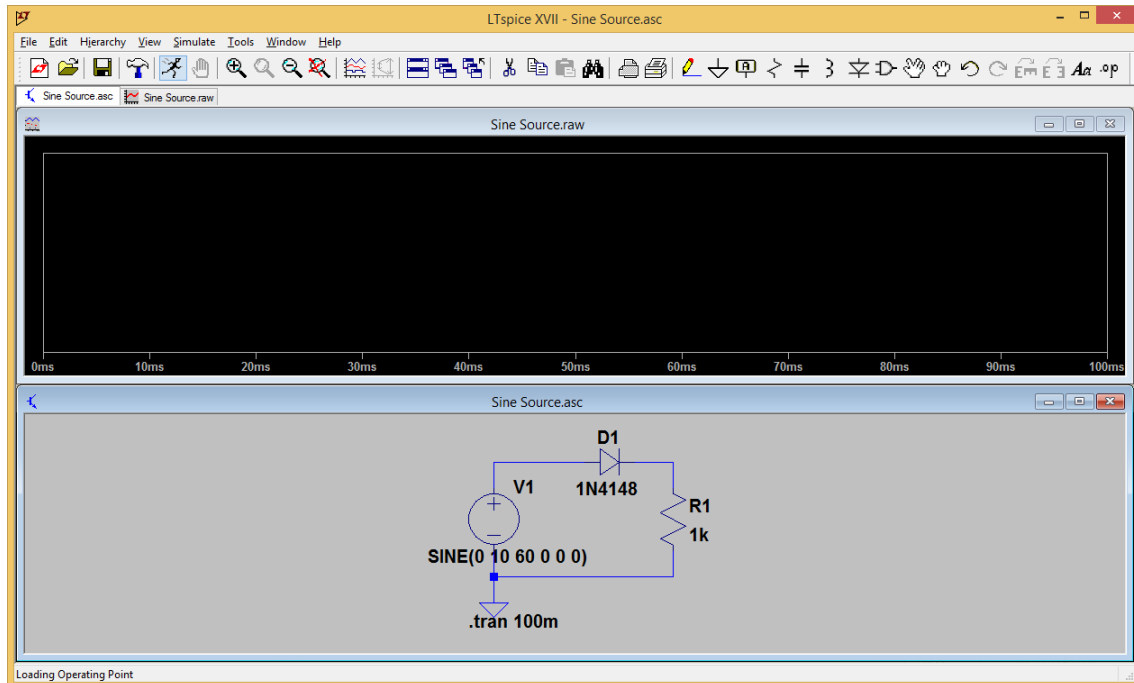 LTspice XVII - Sine Source.asc
File Edit Hierarchy View Simulate Tools Window Help
Aa .op
Sine Source.asc Sine Source.raw
Sine Source.raw
0ms 10ms 20ms 30ms 40ms 50ms 60ms 70ms 80ms 90ms 100ms
Sine Source.asc
D1
V1 1N4148
R1
1k
SINE(0 10 60 0 0 0)
.tran 100m
Loading Operating Point